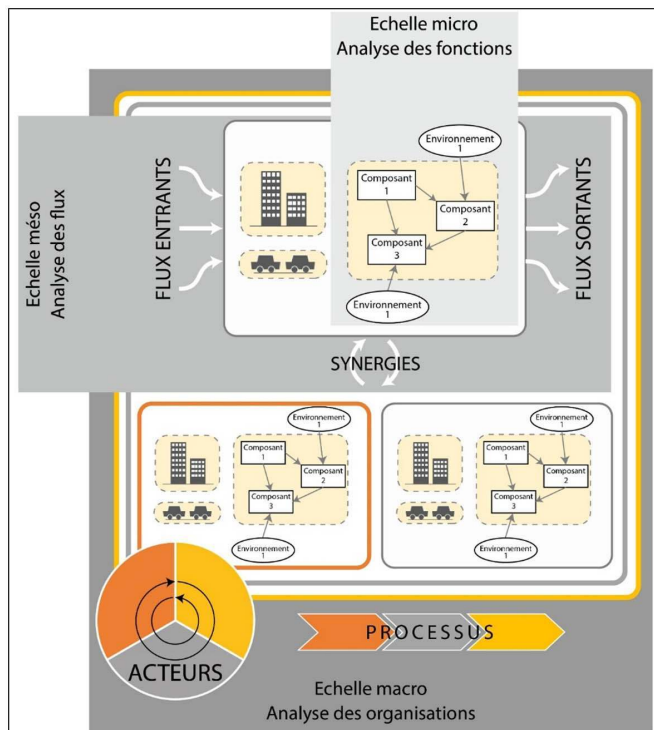 Echelle micro
Analyse des fonctions
Echelle méso
Analyse des flux
FLUX ENTRANTS
Environnement
1
Composant
1
Composant
2
Composant
3
Environnement
1
FLUX SORTANTS
SYNERGIES
Environnement
1
Composant
1
Composant
2
Composant
3
Environnement
1
Environnement
1
Composant
1
Composant
2
Composant
3
Environnement
1
ACTEURS
PROCESSUS
Echelle macro
Analyse des organisations